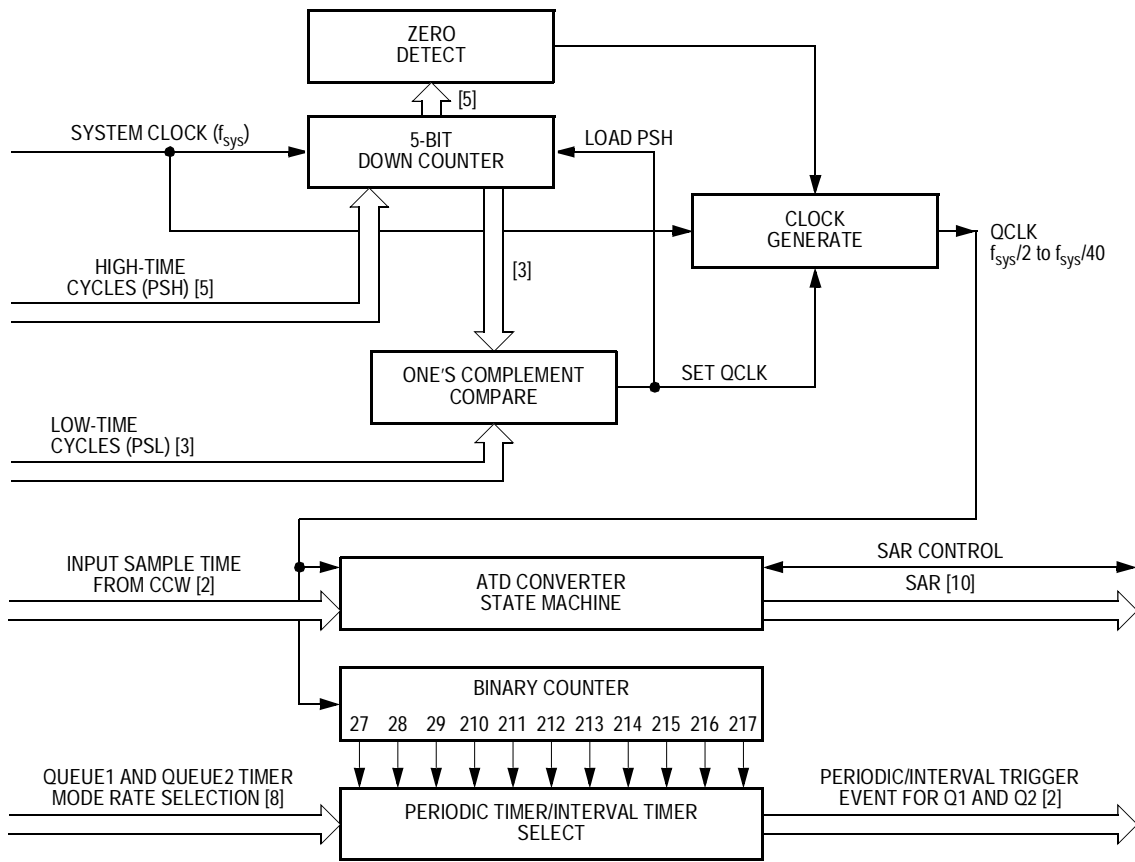 ZERO
DETECT
[5]
SYSTEM CLOCK (fsys)
5-BIT
DOWN COUNTER
LOAD PSH
CLOCK
GENERATE
QCLK
fsys/2 to fsys/40
HIGH-TIME
CYCLES (PSH) [5]
[3]
ONE'S COMPLEMENT
COMPARE
SET QCLK
LOW-TIME
CYCLES (PSL) [3]
INPUT SAMPLE TIME
FROM CCW [2]
ATD CONVERTER
STATE MACHINE
SAR CONTROL
SAR [10]
BINARY COUNTER
27 28 29 210 211 212 213 214 215 216 217
QUEUE1 AND QUEUE2 TIMER
MODE RATE SELECTION [8]
PERIODIC TIMER/INTERVAL TIMER
SELECT
PERIODIC/INTERVAL TRIGGER
EVENT FOR Q1 AND Q2 [2]